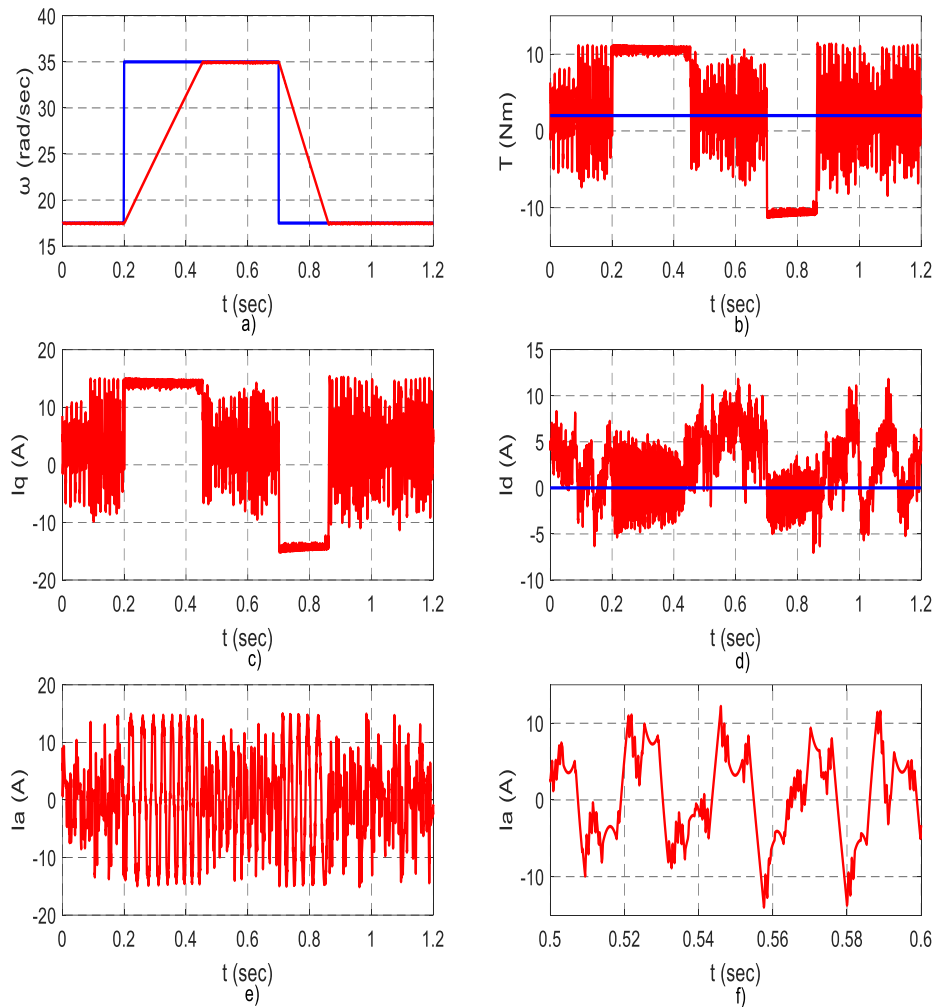 40
35
30
25
20
15
ω (rad/sec)
0 0.2 0.4 0.6 0.8 1 1.2
t (sec)
a)
10
0
-10
T (Nm)
0 0.2 0.4 0.6 0.8 1 1.2
t (sec)
b)
20
10
0
-10
-20
Iq (A)
0 0.2 0.4 0.6 0.8 1 1.2
t (sec)
c)
15
10
5
0
-5
-10
Id (A)
0 0.2 0.4 0.6 0.8 1 1.2
t (sec)
d)
20
10
0
-10
-20
Ia (A)
0 0.2 0.4 0.6 0.8 1 1.2
t (sec)
e)
10
0
-10
Ia (A)
0.5 0.52 0.54 0.56 0.58 0.6
t (sec)
f)